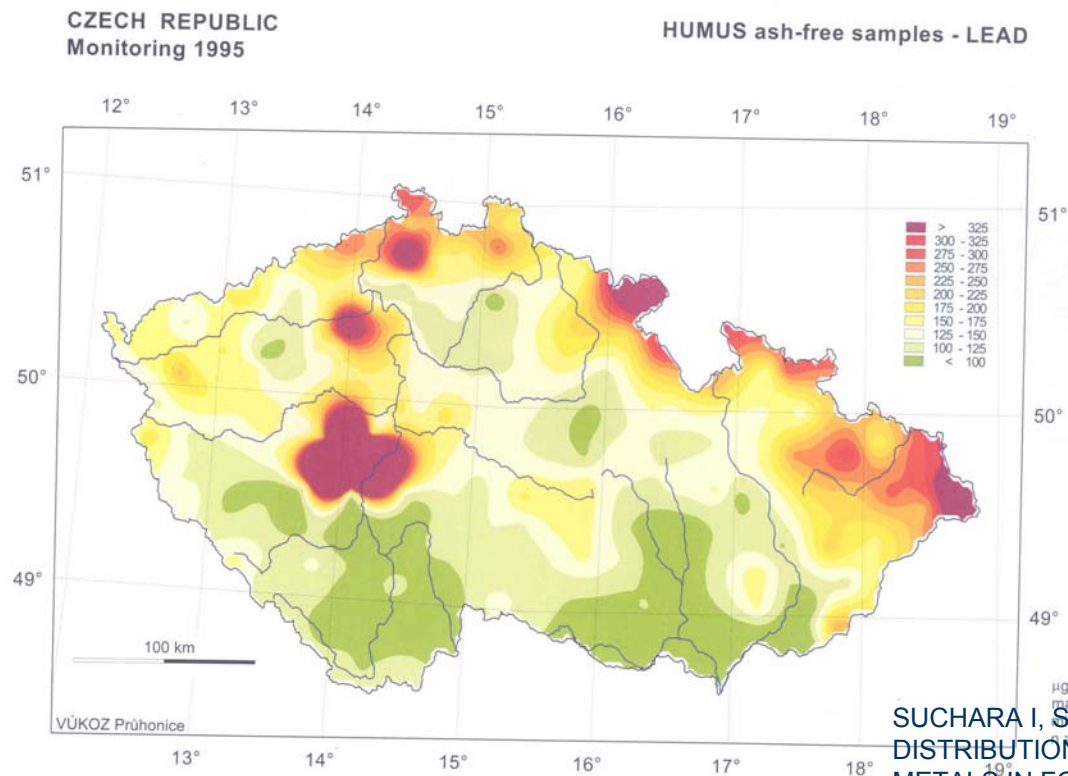 CZECH REPUBLIC
Monitoring 1995
HUMUS ash-free samples - LEAD
12° 13° 14° 15° 16° 17° 18° 19°
51° 51°
> 325
300 - 325
275 - 300
250 - 275
225 - 250
200 - 225
175 - 200
150 - 175
125 - 150
100 - 125
< 100
50° 50°
49° 49°
100 km
VÚKOZ Průhonice
µg
SUCHARA I, S
DISTRIBUTION
13° 14° 15° 16° 17° 18° 19°